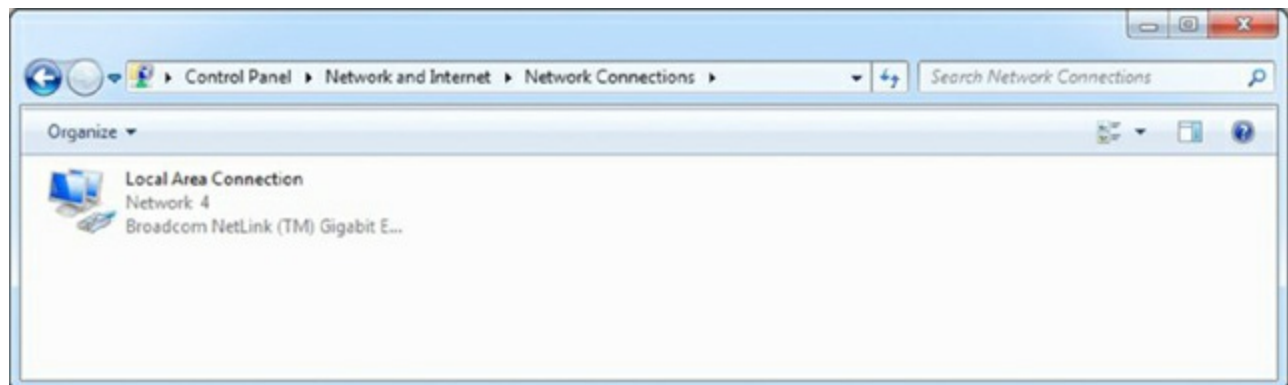 Control Panel Network and Internet Network Connections Search Network Connections
Organize
Local Area Connection
Network 4
Broadcom NetLink (TM) Gigabit E...